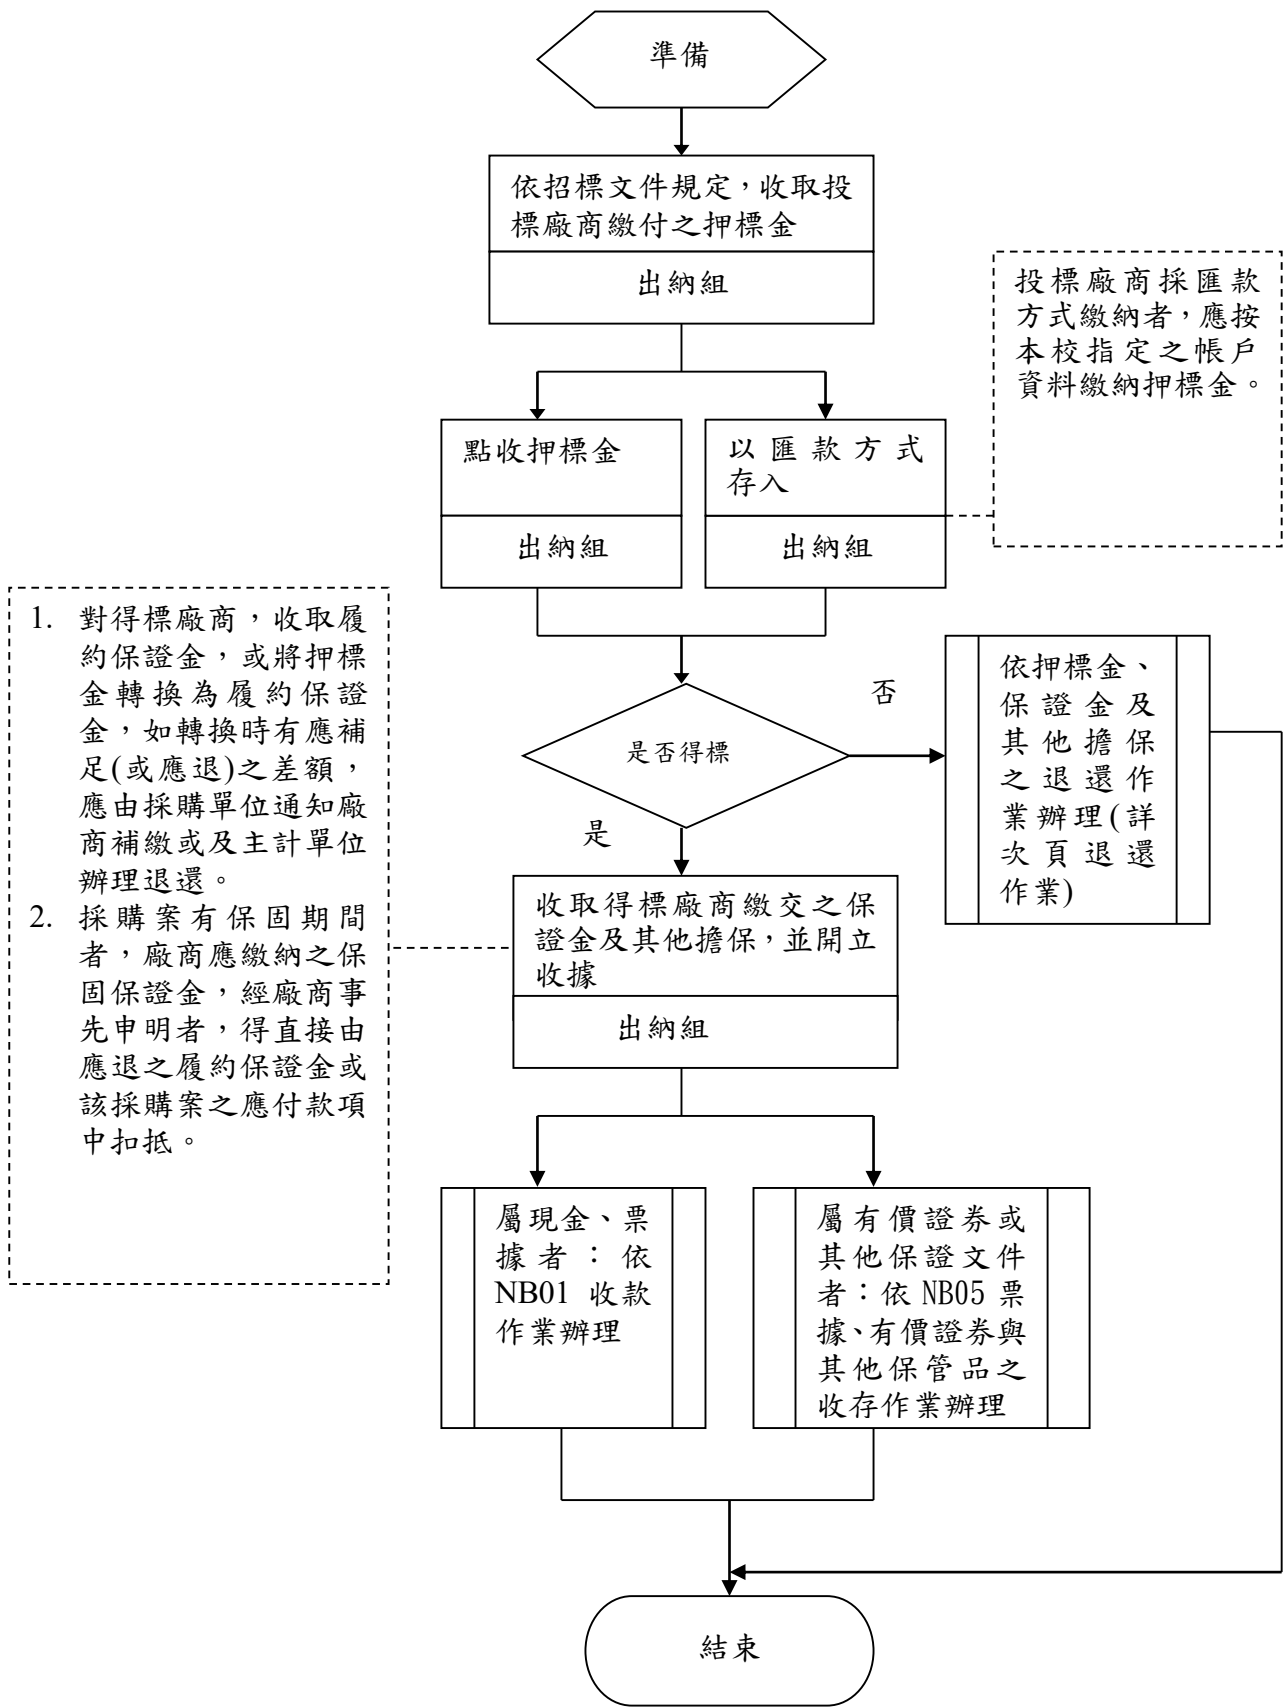 準備
依招標文件規定，收取投
標廠商繳付之押標金
出納組
投標廠商採匯款
方式繳納者，應按
本校指定之帳戶
資料繳納押標金。
點收押標金
出納組
以匯款方式
存入
出納組
1. 對得標廠商，收取履
約保證金，或將押標
金轉換為履約保證
金，如轉換時有應補
足(或應退)之差額，
應由採購單位通知廠
商補繳或及主計單位
辦理退還。
2. 採購案有保固期間
者，廠商應繳納之保
固保證金，經廠商事
先申明者，得直接由
應退之履約保證金或
該採購案之應付款項
中扣抵。
是否得標
否
依押標金、
保證金及
其他擔保
之退還作
業辦理(詳
次頁退還
作業)
是
收取得標廠商繳交之保
證金及其他擔保，並開立
收據
出納組
屬現金、票
據者：依
NB01 收款
作業辦理
屬有價證券或
其他保證文件
者：依 NB05 票
據、有價證券與
其他保管品之
收存作業辦理
結束